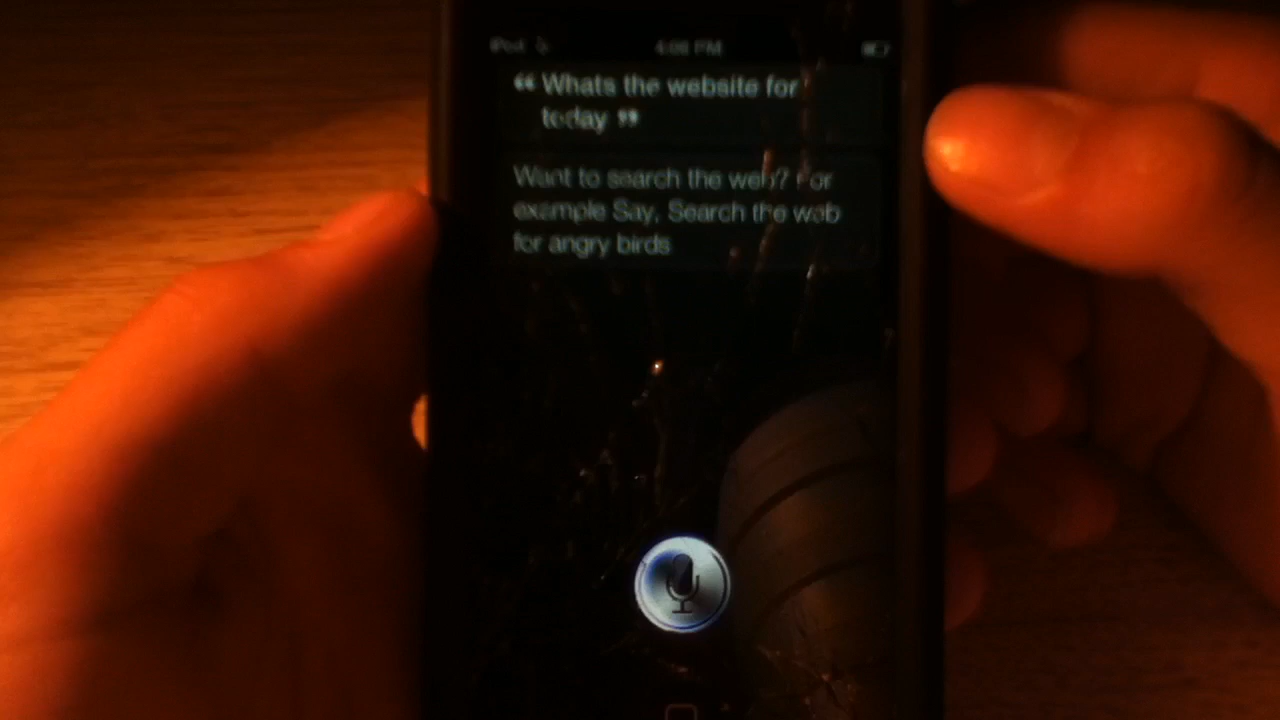 iPod 4:06 PM
“ Whats the website for
today ”
Want to search the web? For
example Say, Search the web
for angry birds